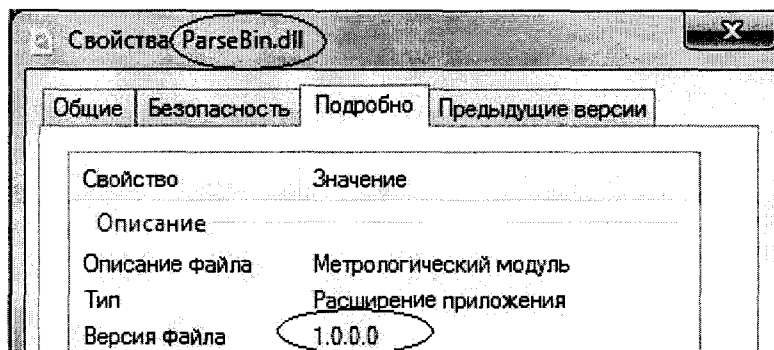 Свойства ParseBin.dll
Общие Безопасность Подробно Предыдущие версии
Свойство Значение
Описание
Описание файла Метрологический модуль
Тип Расширение приложения
Версия файла 1.0.0.0